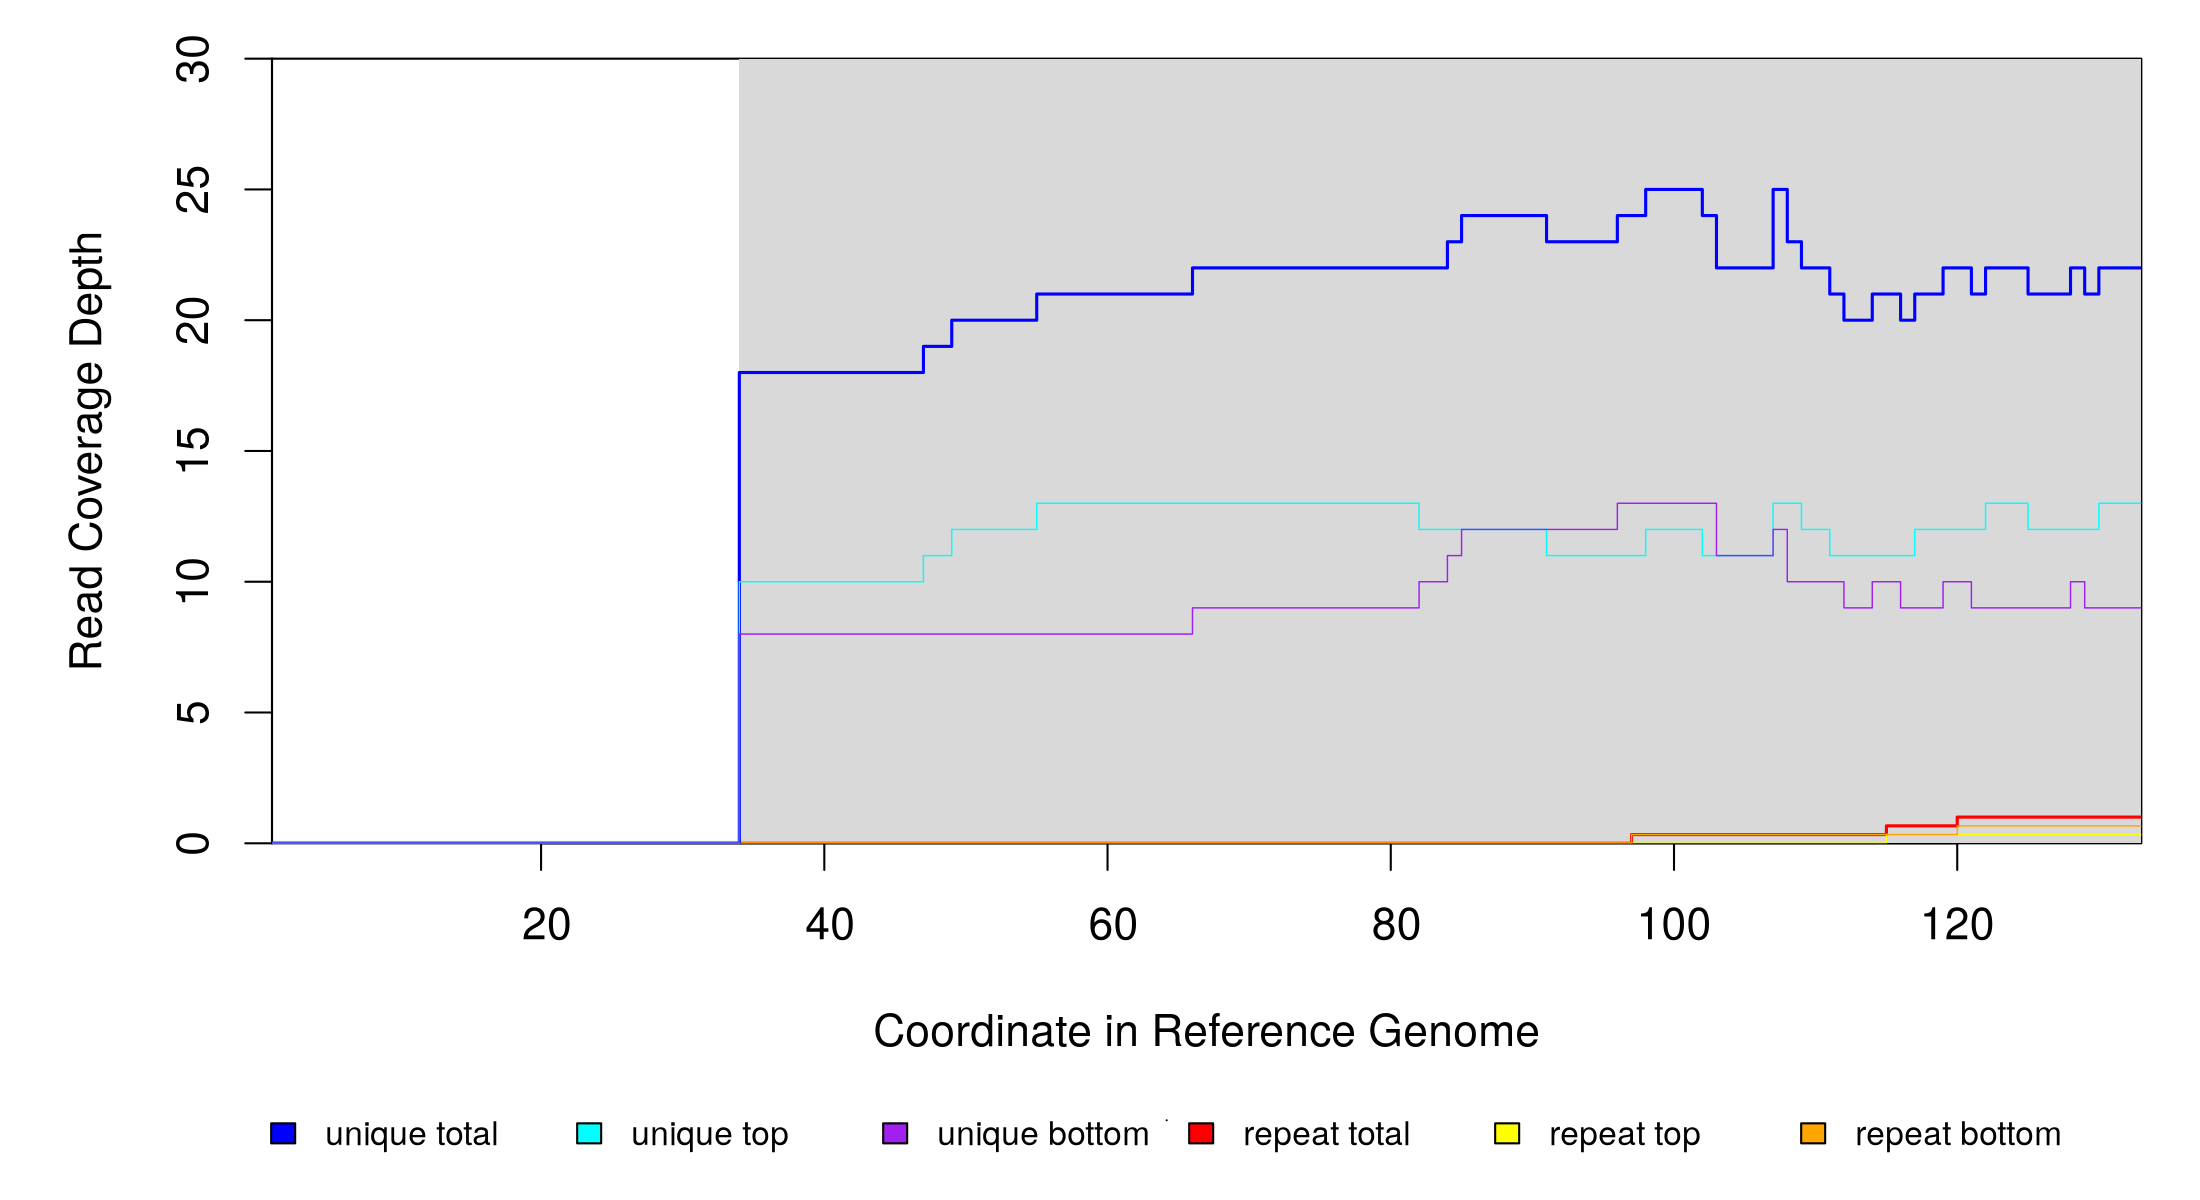 30
25
20
15
10
5
0
Read Coverage Depth
20 40 60 80 100 120
Coordinate in Reference Genome
unique total unique top unique bottom repeat total repeat top repeat bottom